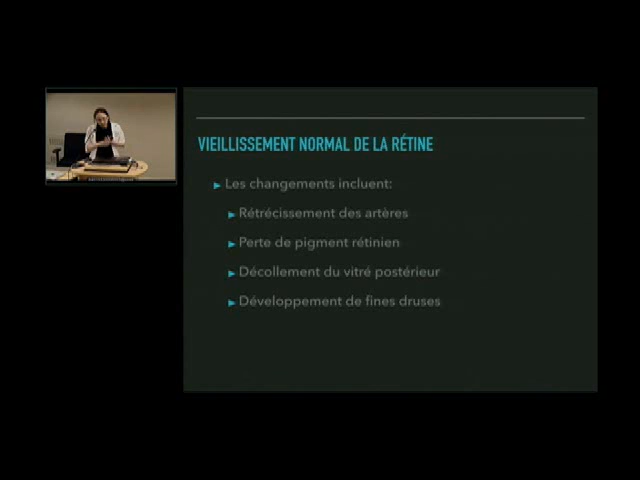 VIEILLISSEMENT NORMAL DE LA RÉTINE
Les changements incluent:
Rétrécissement des artères
Perte de pigment rétinien
Décollement du vitré postérieur
Développement de fines druses